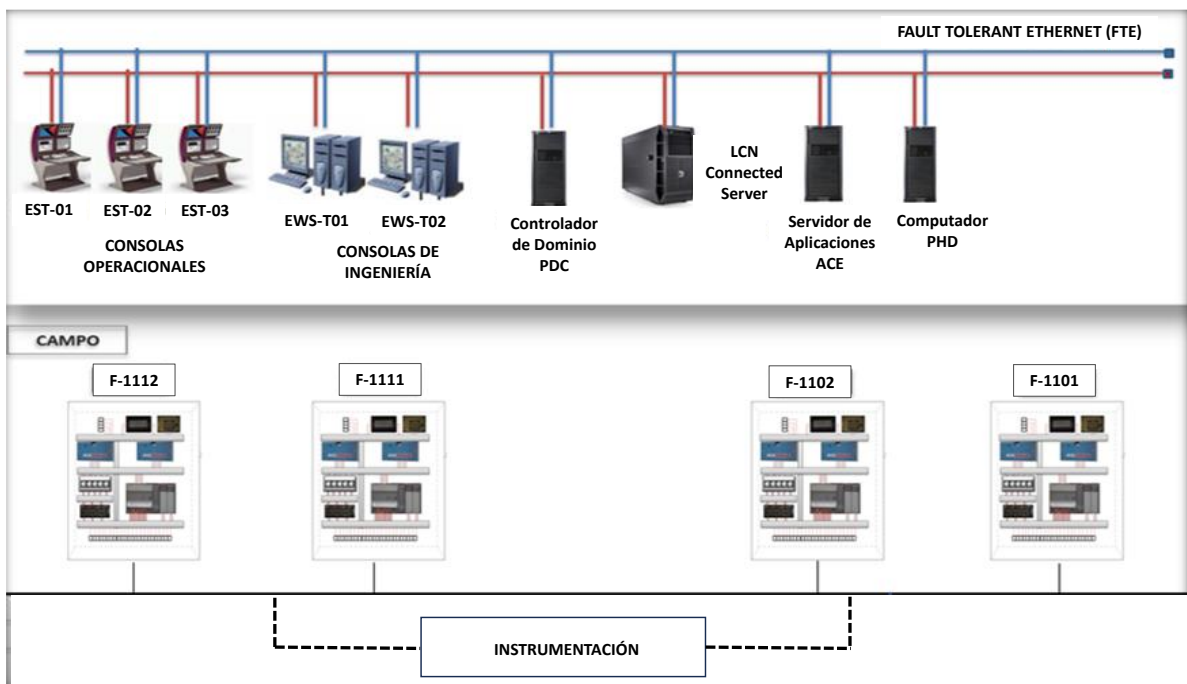 FAULT TOLERANT ETHERNET (FTE)
EST-01
EST-02
EST-03
CONSOLAS
OPERACIONALES
EWS-T01
EWS-T02
CONSOLAS DE
INGENIERÍA
Controlador
de Dominio
PDC
LCN
Connected
Server
Servidor de
Aplicaciones
ACE
Computador
PHD
CAMPO
F-1112
F-1111
F-1102
F-1101
INSTRUMENTACIÓN